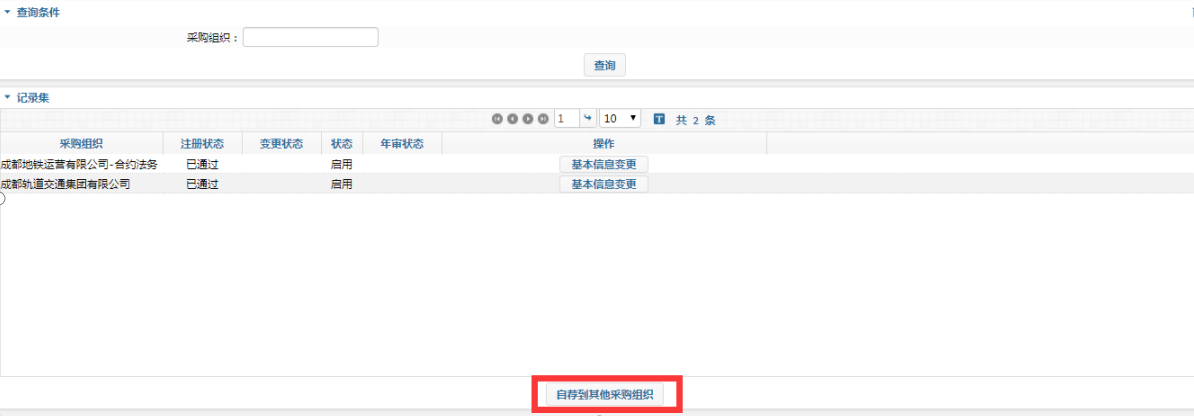 查询条件
采购组织：
查询
记录集
1 10 T 共 2 条
采购组织 注册状态 变更状态 状态 年审状态 操作
成都地铁运营有限公司-合约法务 已通过 启用 基本信息变更
成都轨道交通集团有限公司 已通过 启用 基本信息变更
自荐到其他采购组织